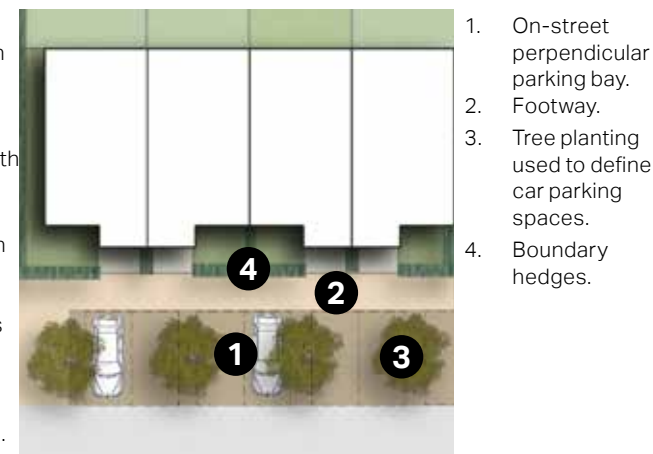 1. On-street
perpendicular
parking bay.
2. Footway.
3. Tree planting
used to define
car parking
spaces.
4. Boundary
hedges.
4
2
1
3